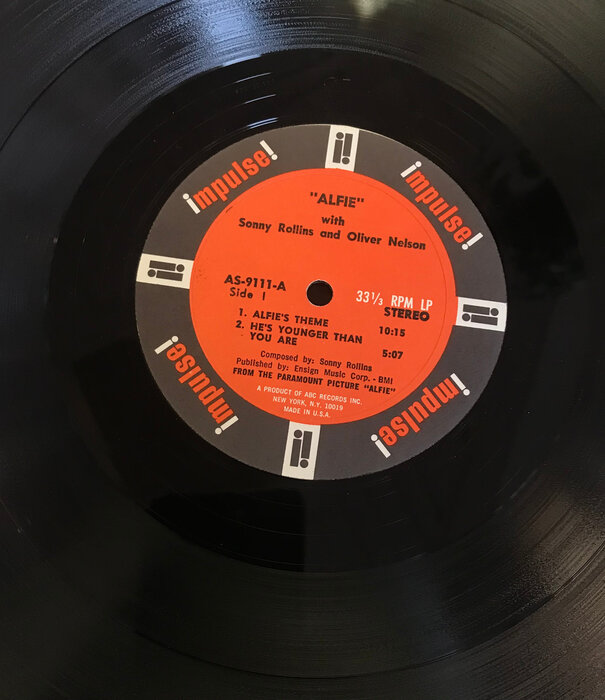 impulse!
impulse!
"ALFIE"
with
Sonny Rollins and Oliver Nelson
AS-9111-A
Side 1
33 1/3 RPM LP
STEREO
1. ALFIE'S THEME 10:15
2. HE'S YOUNGER THAN
YOU ARE 5:07
Composed by: Sonny Rollins
Published by: Ensign Music Corp. - BMI
FROM THE PARAMOUNT PICTURE "ALFIE"
A PRODUCT OF ABC RECORDS INC.
NEW YORK, N.Y. 10019
MADE IN U.S.A.
impulse!
impulse!